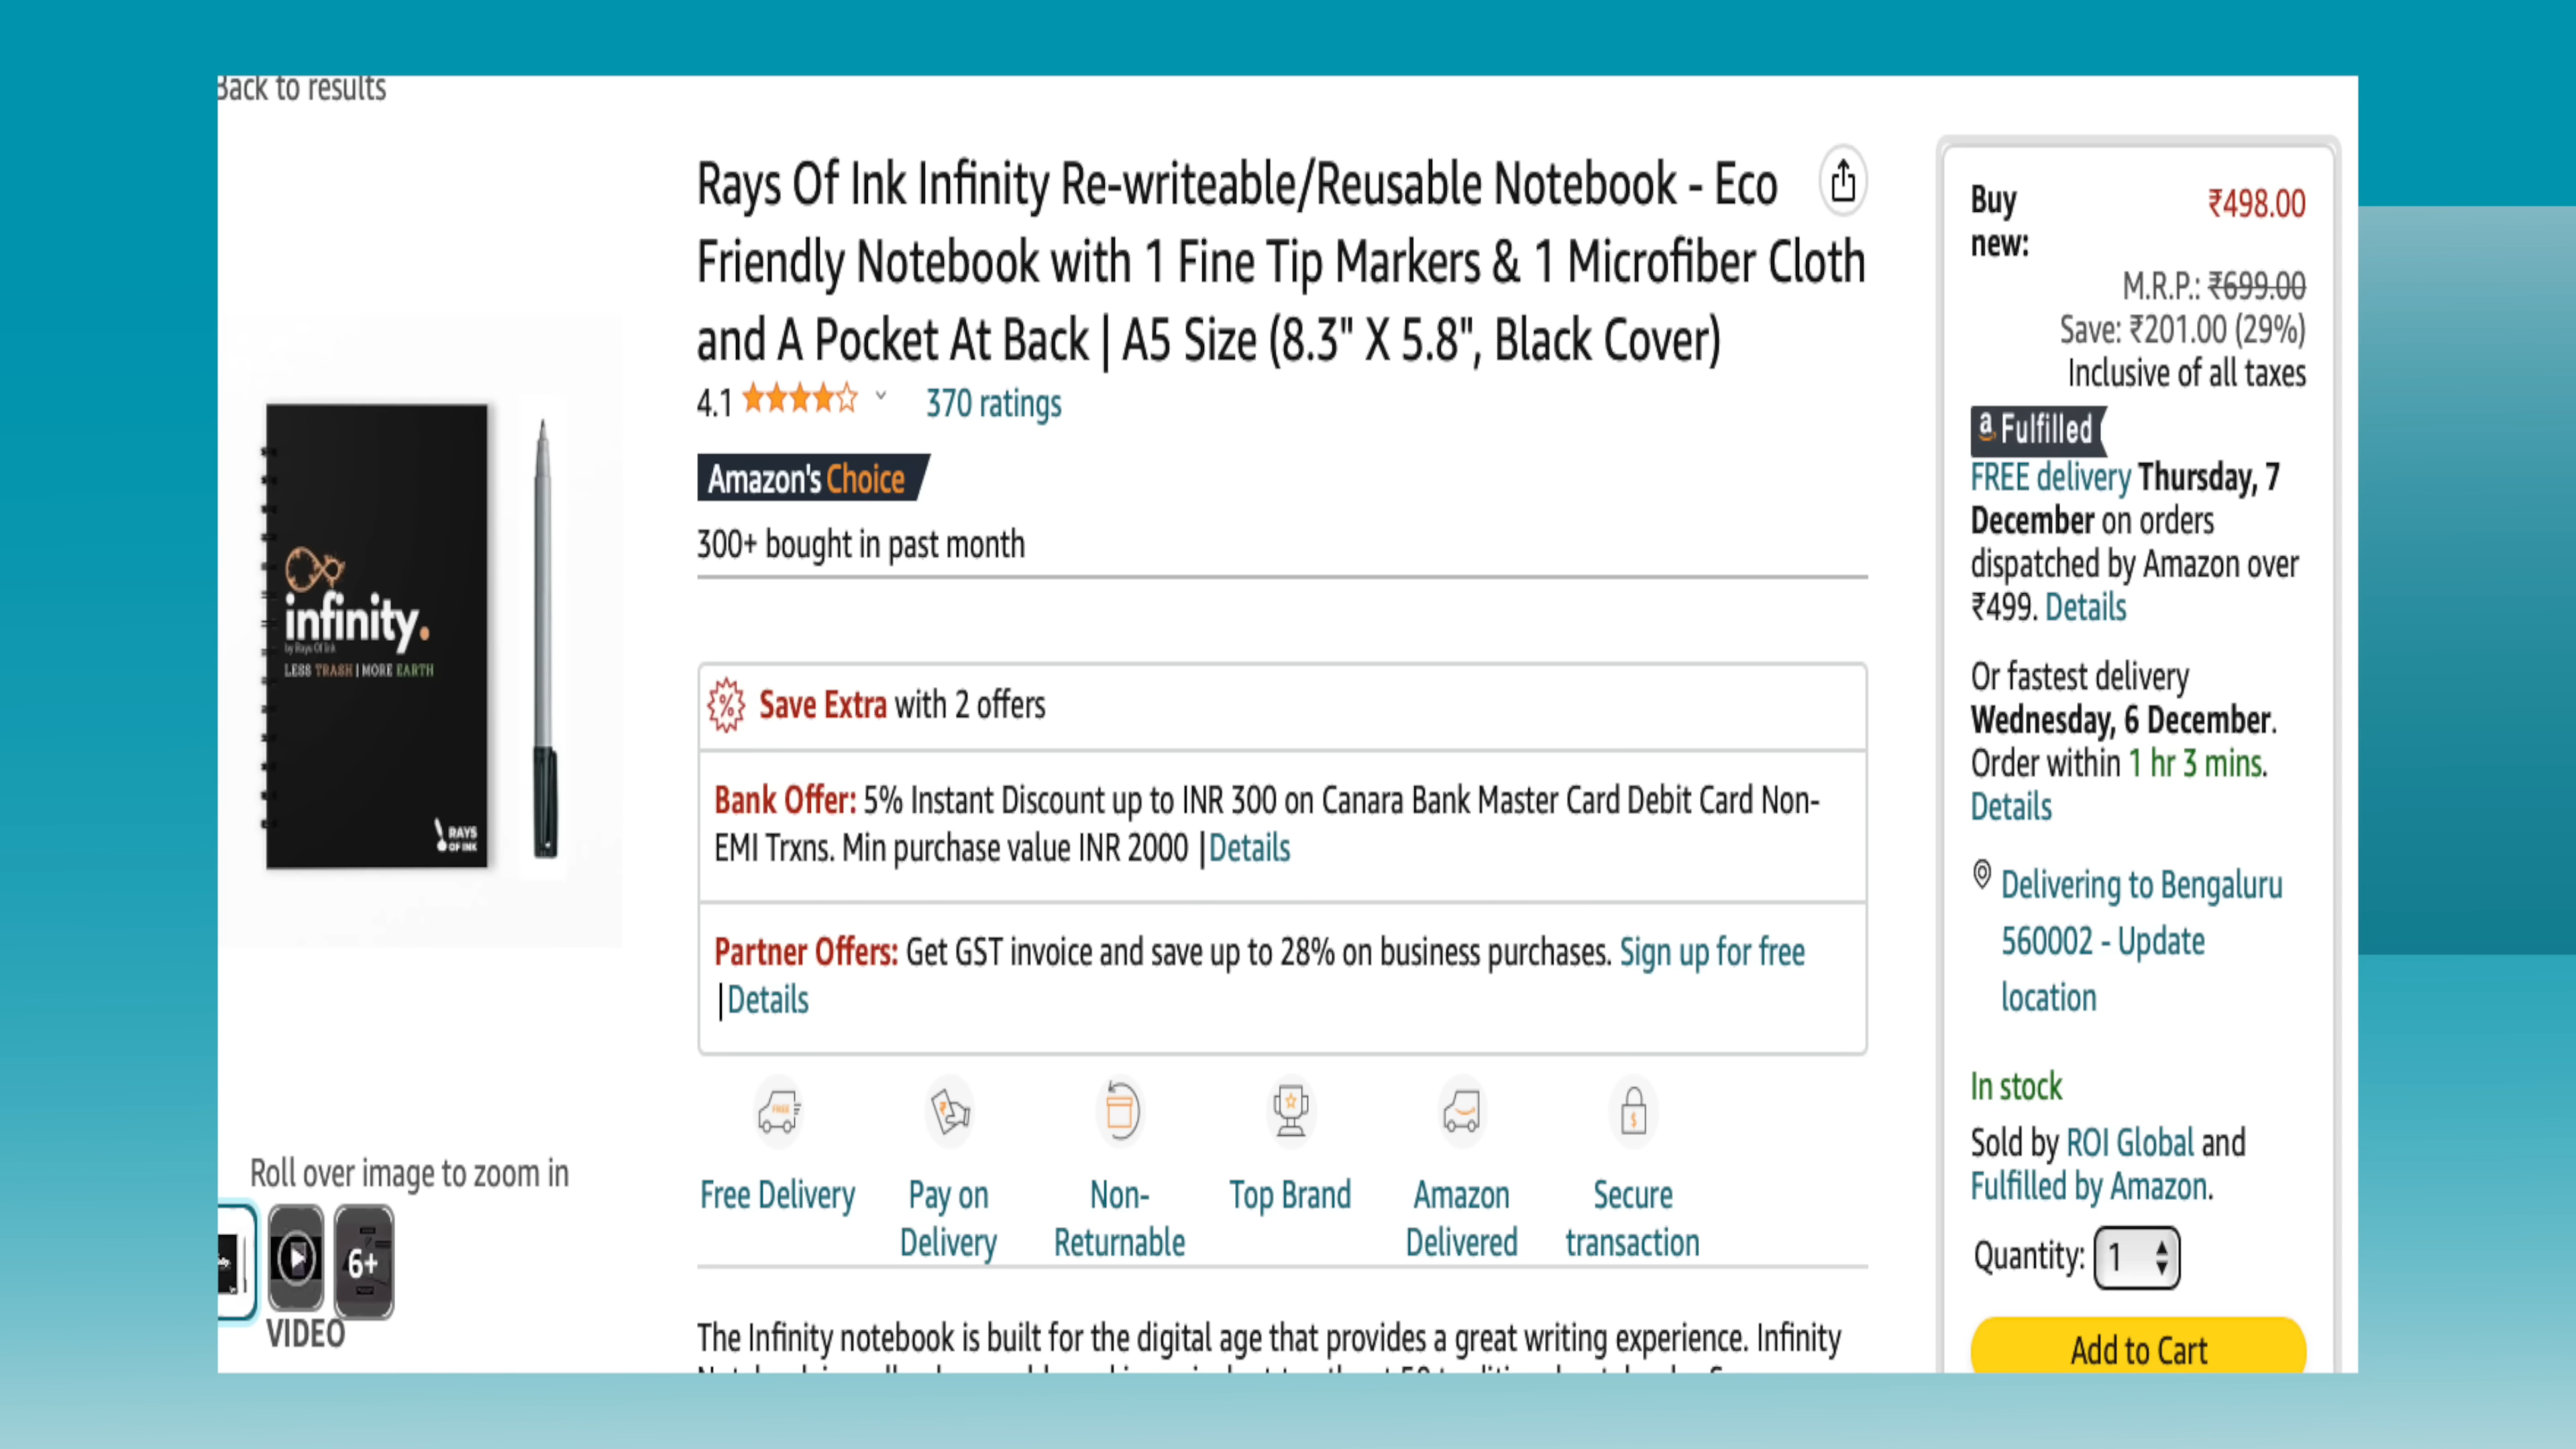 Back to results
Rays Of Ink Infinity Re-writeable/Reusable Notebook - Eco
Friendly Notebook with 1 Fine Tip Markers & 1 Microfiber Cloth
and A Pocket At Back | A5 Size (8.3" X 5.8", Black Cover)
4.1
370 ratings
Amazon's Choice
300+ bought in past month
infinity.
by Rays Of Ink
LESS TRASH | MORE EARTH
RAYS
OF INK
Save Extra with 2 offers
Bank Offer: 5% Instant Discount up to INR 300 on Canara Bank Master Card Debit Card Non-
EMI Trxns. Min purchase value INR 2000 |Details
Partner Offers: Get GST invoice and save up to 28% on business purchases. Sign up for free
|Details
FREE
Free Delivery
Pay on
Delivery
Non-
Returnable
Top Brand
Amazon
Delivered
Secure
transaction
Roll over image to zoom in
6+
VIDEO
The Infinity notebook is built for the digital age that provides a great writing experience. Infinity
Buy
new:
₹498.00
M.R.P.: ₹699.00
Save: ₹201.00 (29%)
Inclusive of all taxes
a Fulfilled
FREE delivery Thursday, 7
December on orders
dispatched by Amazon over
₹499. Details
Or fastest delivery
Wednesday, 6 December.
Order within 1 hr 3 mins.
Details
Delivering to Bengaluru
560002 - Update
location
In stock
Sold by ROI Global and
Fulfilled by Amazon.
Quantity: 1
Add to Cart